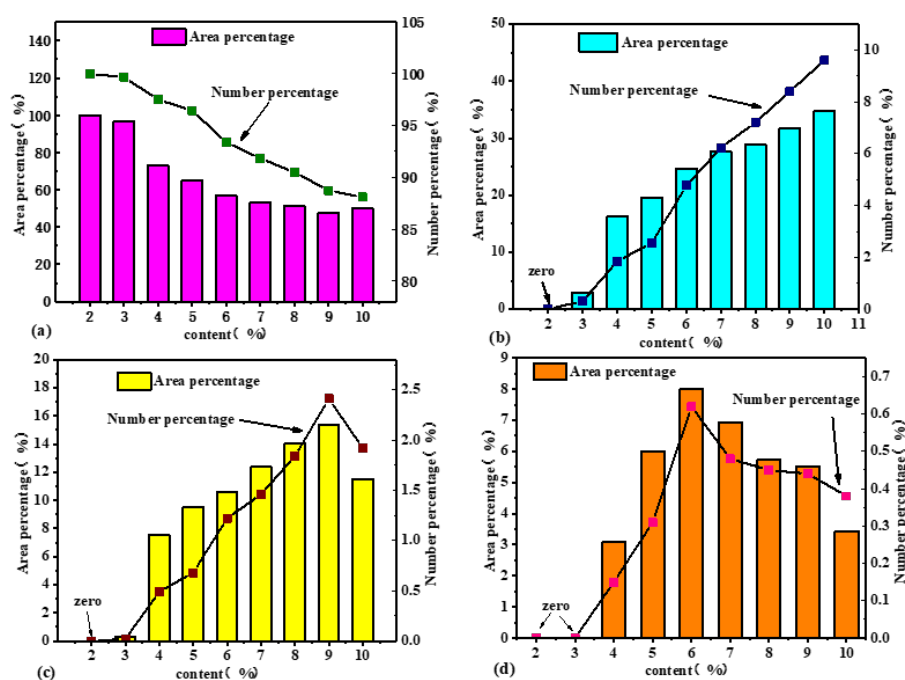 Area percentage
Number percentage
Area percentage（%）
140
120
100
80
60
40
20
0
105
100
95
90
85
80
Number percentage（%）
2 3 4 5 6 7 8 9 10
content（%）
(a)
Area percentage
Number percentage
zero
Area percentage（%）
50
40
30
20
10
0
10
8
6
4
2
0
Number percentage（%）
2 3 4 5 6 7 8 9 10 11
content（%）
(b)
Area percentage
Number percentage
zero
Area percentage（%）
20
18
16
14
12
10
8
6
4
2
0
2.5
2.0
1.5
1.0
0.5
0.0
Number percentage（%）
2 3 4 5 6 7 8 9 10
content（%）
(c)
Area percentage
Number percentage
zero
Area percentage（%）
9
8
7
6
5
4
3
2
1
0
0.7
0.6
0.5
0.4
0.3
0.2
0.1
0.0
Number percentage（%）
2 3 4 5 6 7 8 9 10
content（%）
(d)